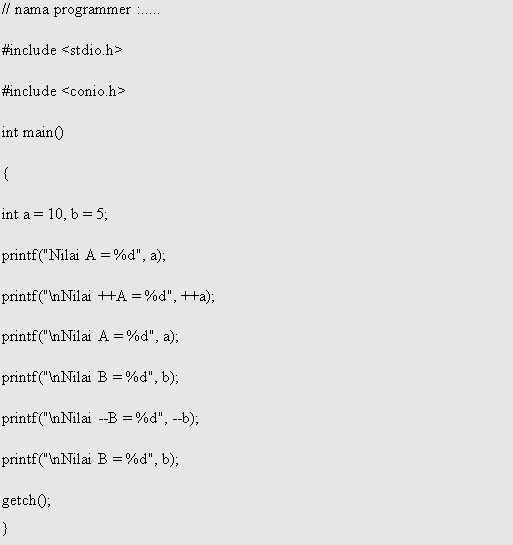 // nama programmer :.....
#include <stdio.h>
#include <conio.h>
int main()
{
int a = 10, b = 5;
printf("Nilai A = %d", a);
printf("\nNilai ++A = %d", ++a);
printf("\nNilai A = %d", a);
printf("\nNilai B = %d", b);
printf("\nNilai --B = %d", --b);
printf("\nNilai B = %d", b);
getch();
}